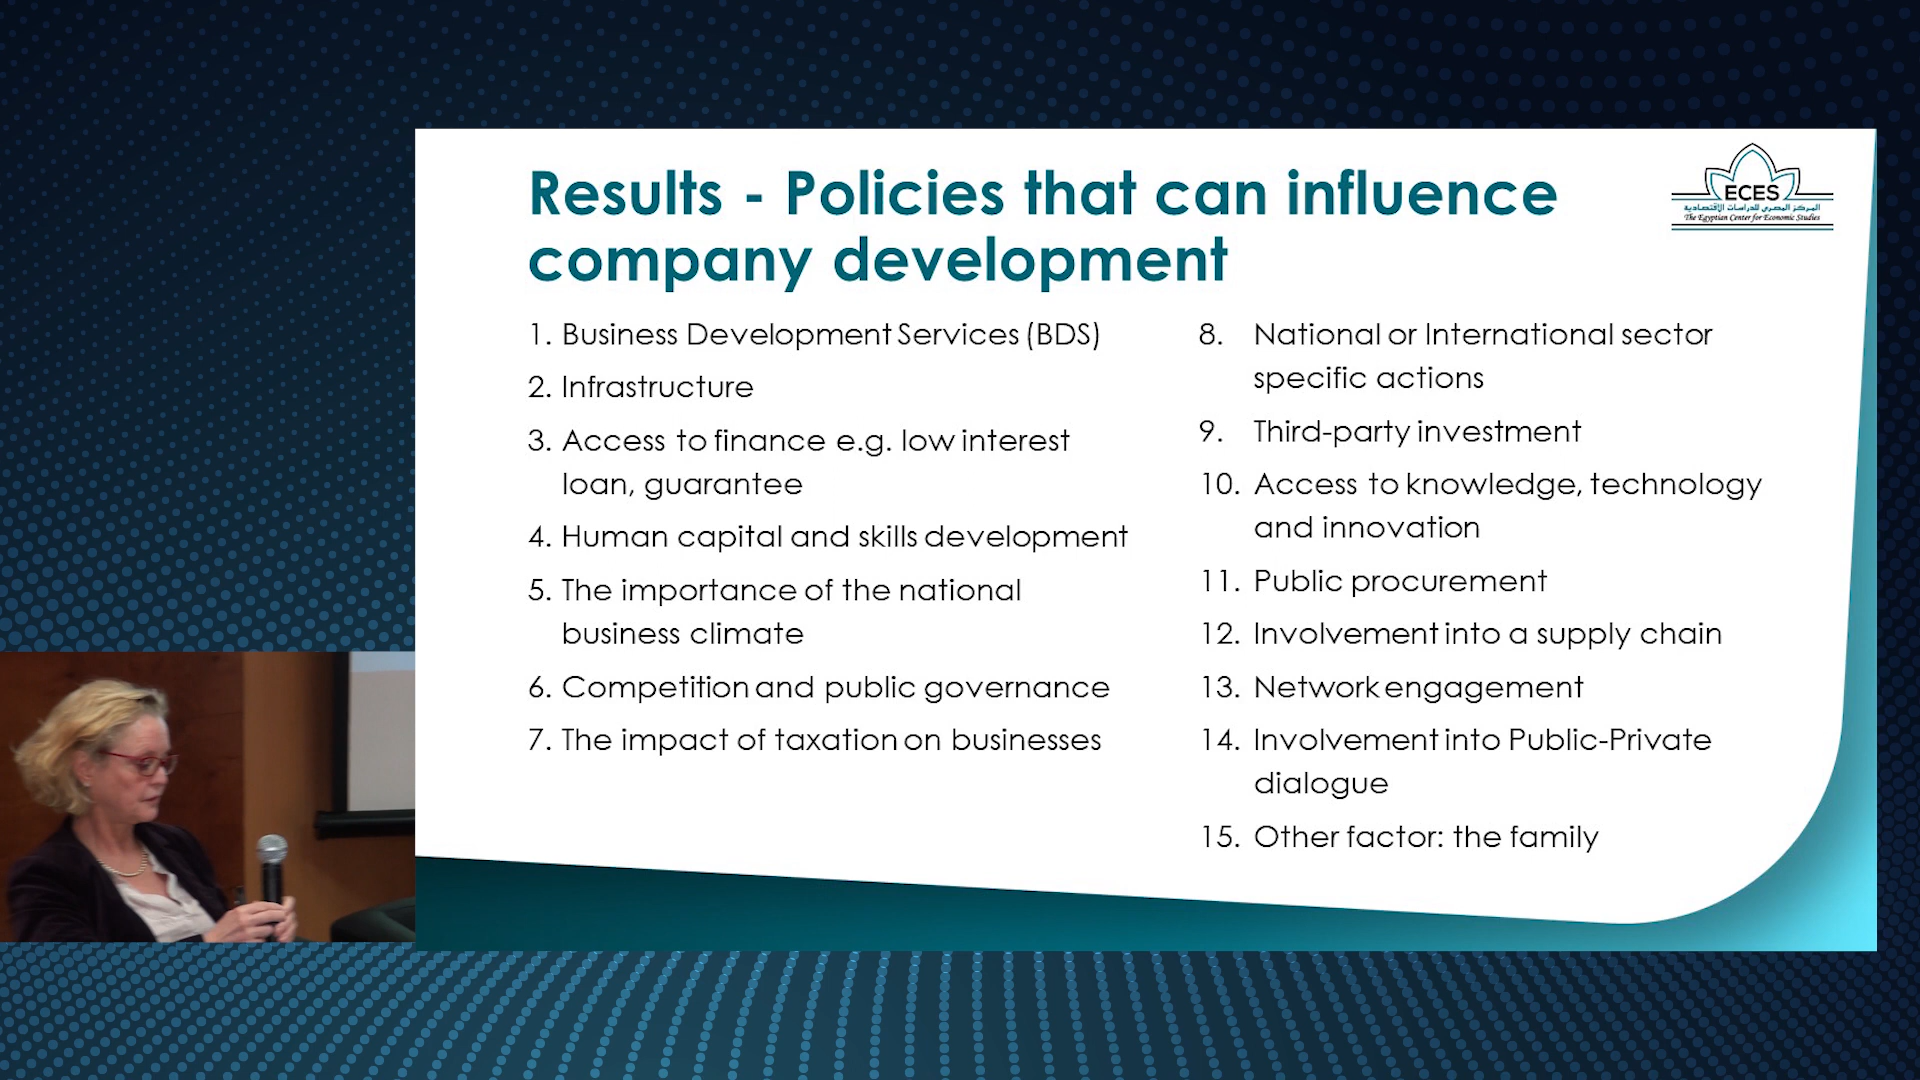 Results - Policies that can influence
company development
ECES
المركز المصرى للدراسات الاقتصادية
The Egyptian Center for Economic Studies
1. Business Development Services (BDS)
2. Infrastructure
3. Access to finance e.g. low interest
loan, guarantee
4. Human capital and skills development
5. The importance of the national
business climate
6. Competition and public governance
7. The impact of taxation on businesses
8. National or International sector
specific actions
9. Third-party investment
10. Access to knowledge, technology
and innovation
11. Public procurement
12. Involvement into a supply chain
13. Network engagement
14. Involvement into Public-Private
dialogue
15. Other factor: the family